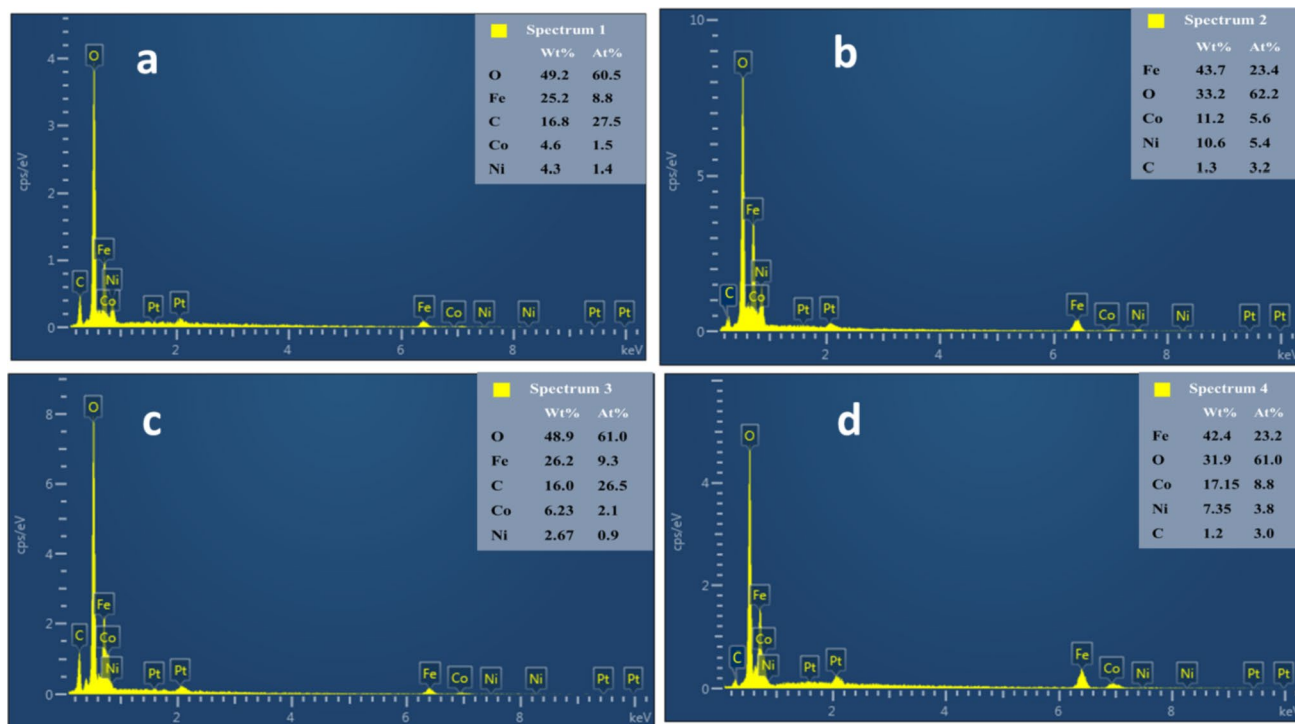 a
Spectrum 1
Wt% At%
O 49.2 60.5
Fe 25.2 8.8
C 16.8 27.5
Co 4.6 1.5
Ni 4.3 1.4
4
3
2
1
0
cps/eV
O
Fe
Ni
C
Co
Pt
Pt
Fe
Co
Ni
Ni
Pt
Pt
2
4
6
8
keV
b
Spectrum 2
Wt% At%
Fe 43.7 23.4
O 33.2 62.2
Co 11.2 5.6
Ni 10.6 5.4
C 1.3 3.2
10
5
0
cps/eV
O
Fe
Ni
C
Co
Pt
Pt
Fe
Co
Ni
Ni
Pt
Pt
2
4
6
8
10
keV
c
Spectrum 3
Wt% At%
O 48.9 61.0
Fe 26.2 9.3
C 16.0 26.5
Co 6.23 2.1
Ni 2.67 0.9
8
6
4
2
0
cps/eV
O
Fe
C
Co
Ni
Pt
Pt
Fe
Co
Ni
Ni
Pt
Pt
2
4
6
8
10
keV
d
Spectrum 4
Wt% At%
Fe 42.4 23.2
O 31.9 61.0
Co 17.15 8.8
Ni 7.35 3.8
C 1.2 3.0
4
2
0
cps/eV
O
Fe
Co
C
Ni
Pt
Pt
Fe
Co
Ni
Ni
Pt
Pt
2
4
6
8
10
keV